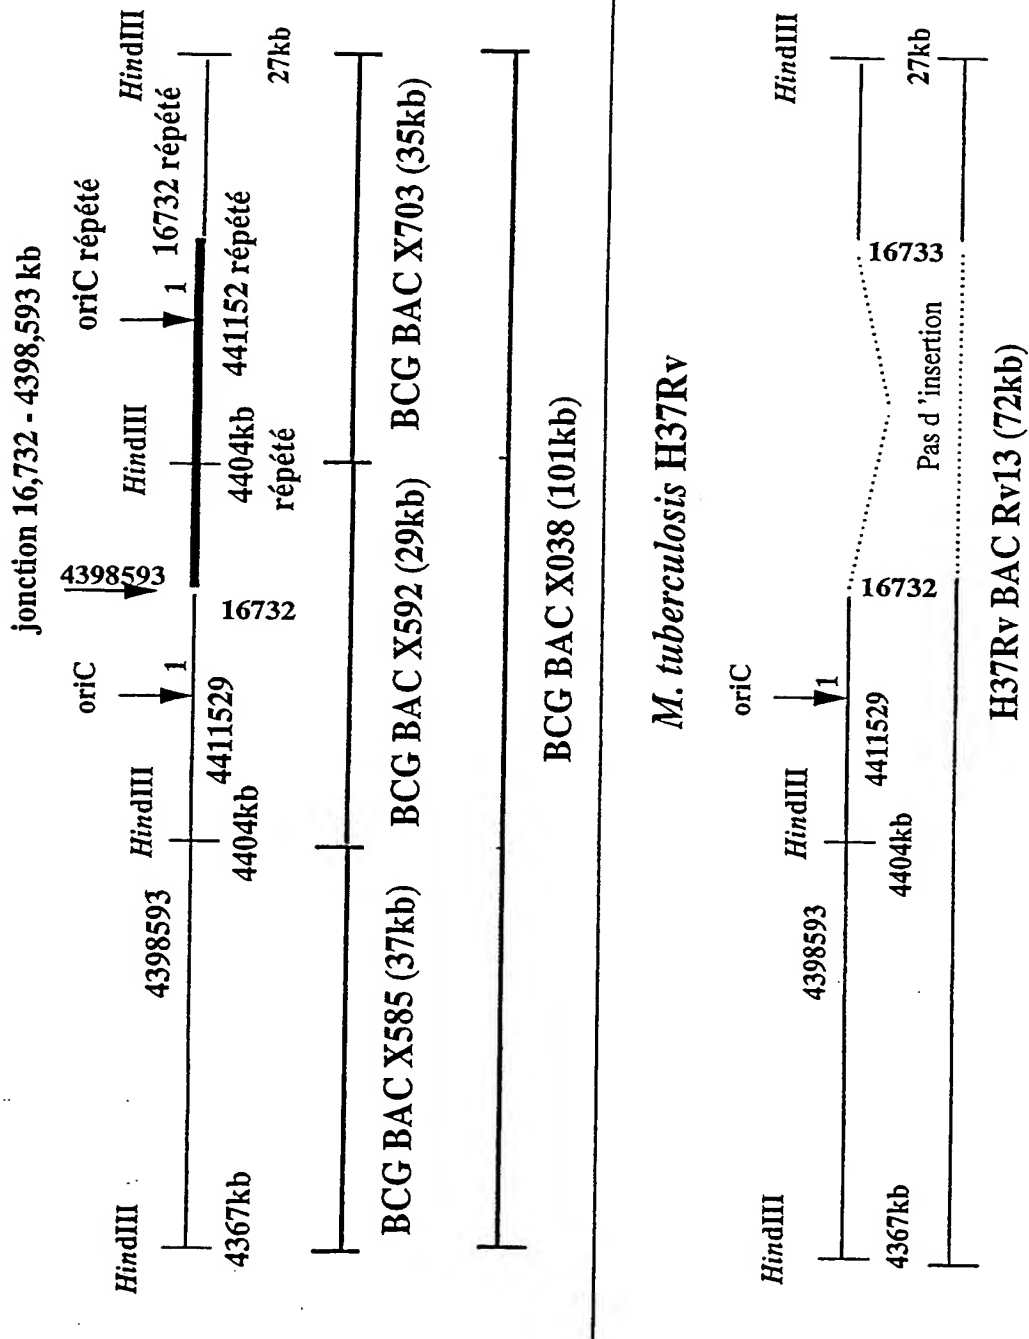 jonction 16,732 - 4398,593 kb
oriC répété
oriC
4398593
1
1
16732 répété
HindIII
HindIII
HindIII
HindIII
4398593
4411529
16732
441152 répété
4367kb
4404kb
4404kb
répété
27kb
BCG BAC X585 (37kb)
BCG BAC X592 (29kb)
BCG BAC X703 (35kb)
BCG BAC X038 (101kb)
M. tuberculosis H37Rv
oriC
1
HindIII
HindIII
HindIII
4398593
4411529
16732
16733
4367kb
4404kb
27kb
Pas d'insertion
H37Rv BAC Rv13 (72kb)